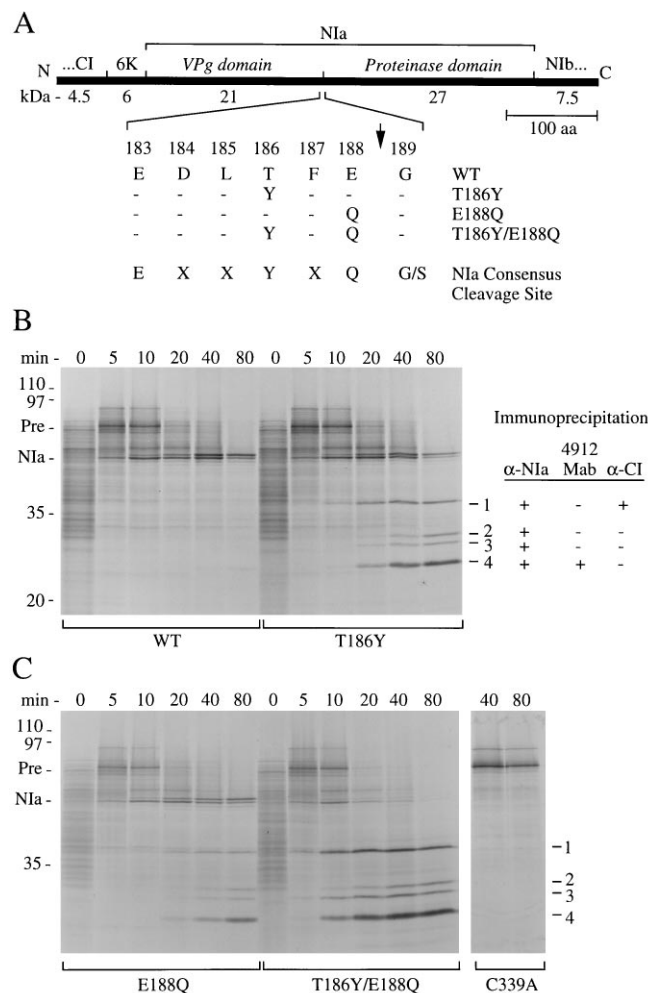 A
NIa
...CI 6K VPg domain Proteinase domain NIb...
N C
kDa - 4.5 6 21 27 7.5
100 aa
183 184 185 186 187 188 189
E D L T F E G WT
- - - Y - - - T186Y
- - - - - Q - E188Q
- - - Y - Q - T186Y/E188Q
E X X Y X Q G/S NIa Consensus
Cleavage Site
B
min - 0 5 10 20 40 80 0 5 10 20 40 80
110 -
97 -
Pre -
NIa -
35 -
20 -
Immunoprecipitation
4912
α-NIa Mab α-CI
- 1 + - +
- 2 + - -
- 3 + - -
- 4 + + -
WT T186Y
C
min - 0 5 10 20 40 80 0 5 10 20 40 80 40 80
110 -
97 -
Pre -
NIa -
35 -
- 1
- 2
- 3
- 4
E188Q T186Y/E188Q C339A